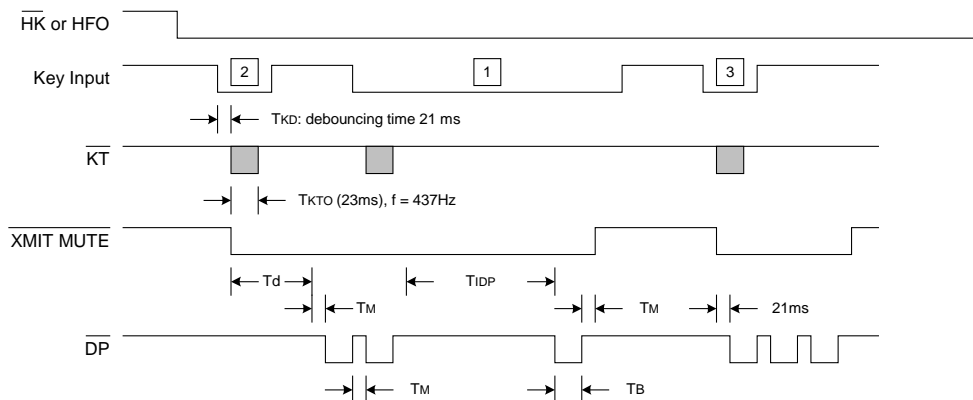 HK or HFO
Key Input
2
1
3
TKD: debouncing time 21 ms
KT
TKTO (23ms), f = 437Hz
XMIT MUTE
Td
TIDP
TM
TM
21ms
DP
TM
TB